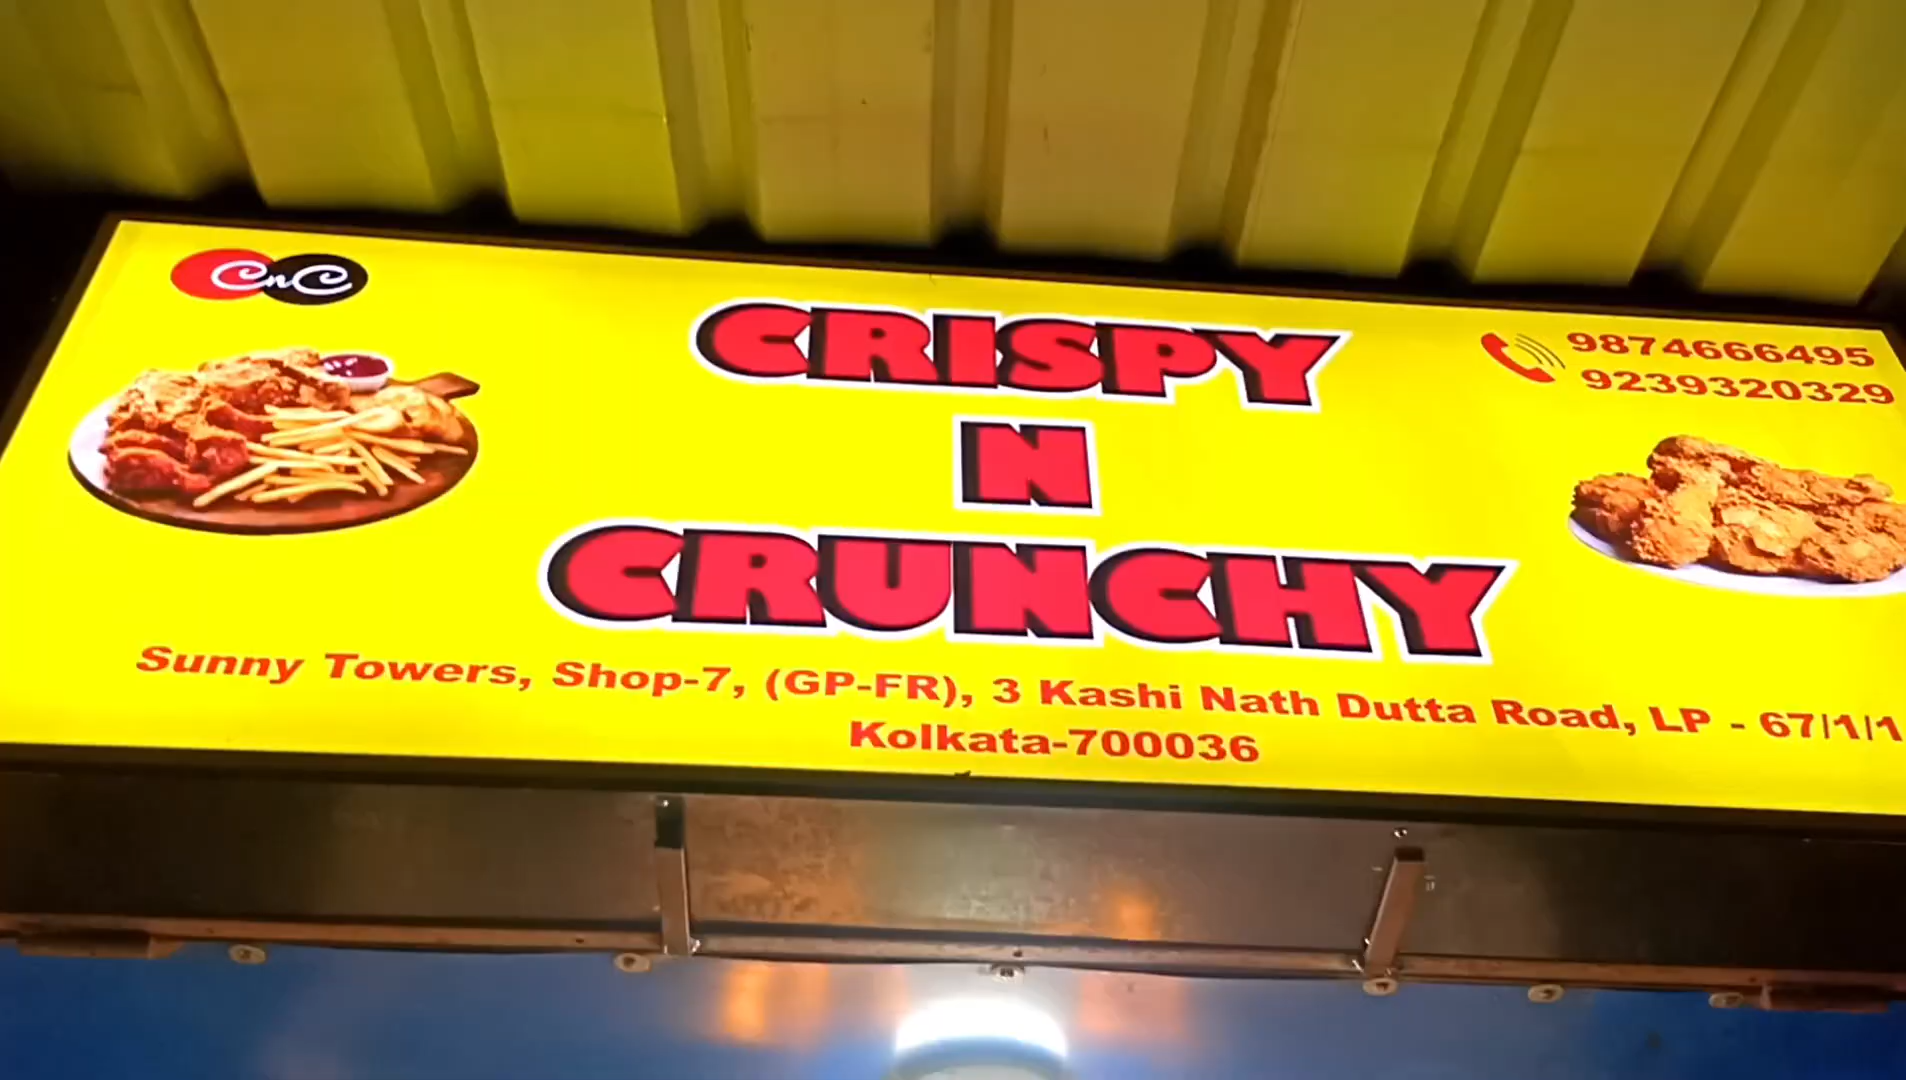 CnC
CRISPY
N
CRUNCHY
9874666495
9239320329
Sunny Towers, Shop-7, (GP-FR), 3 Kashi Nath Dutta Road, LP - 67/1/1
Kolkata-700036